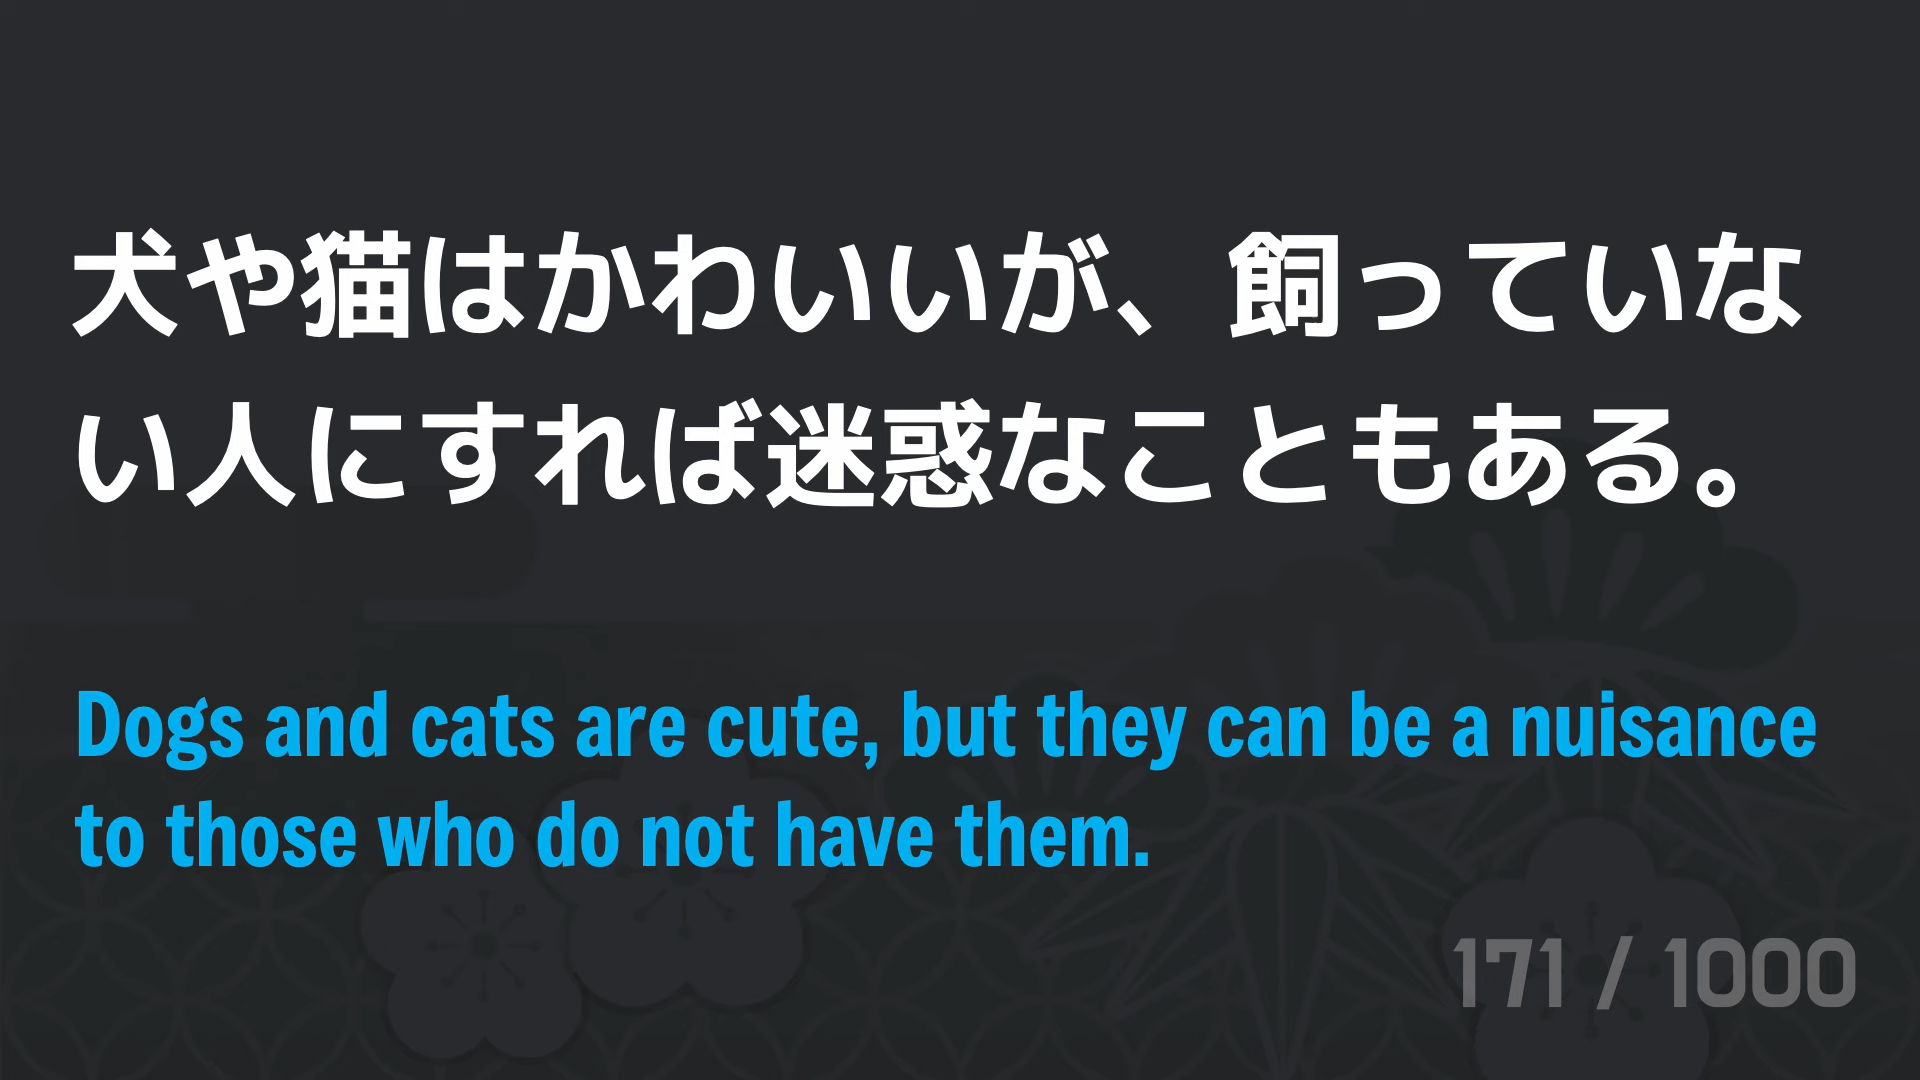 犬や猫はかわいいが、飼っていな
い人にすれば迷惑なこともある。
Dogs and cats are cute, but they can be a nuisance
to those who do not have them.
171 / 1000